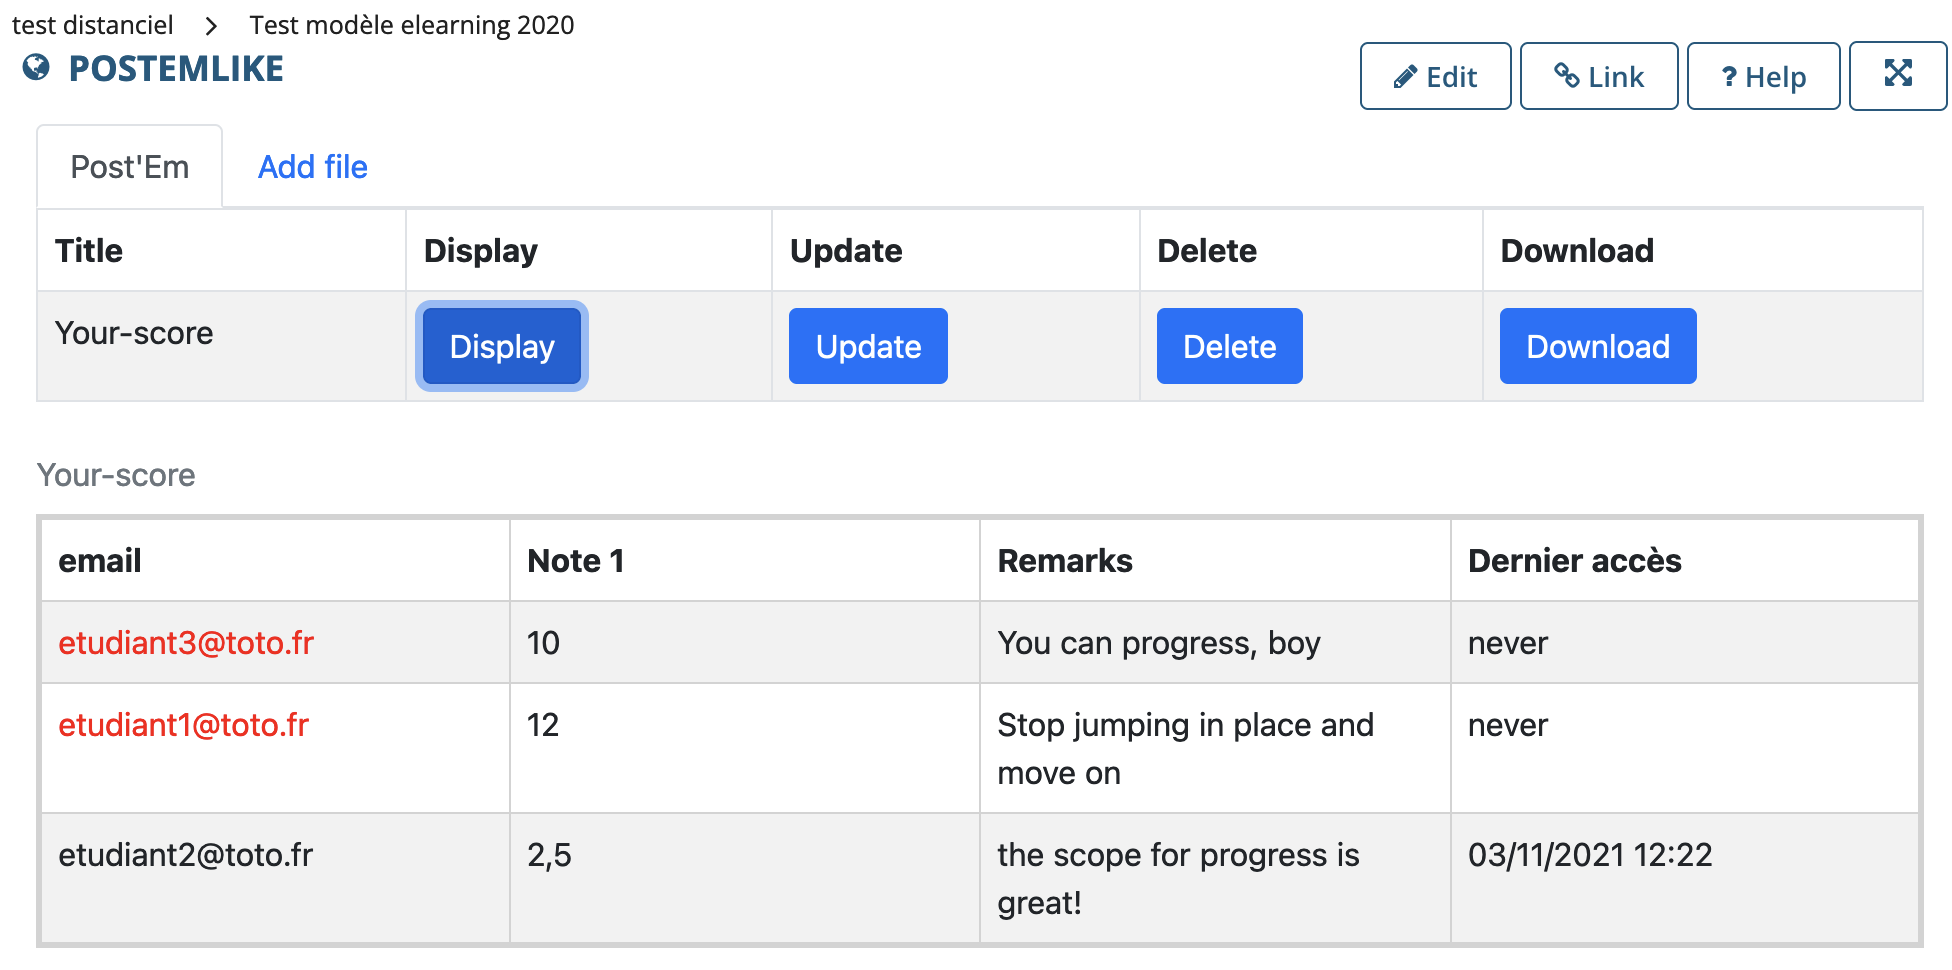 test distanciel > Test modèle elearning 2020
POSTEMLIKE
Edit Link ? Help
Post'Em Add file
Title Display Update Delete Download
Your-score Display Update Delete Download
Your-score
email Note 1 Remarks Dernier accès
etudiant3@toto.fr 10 You can progress, boy never
etudiant1@toto.fr 12 Stop jumping in place and never
move on
etudiant2@toto.fr 2,5 the scope for progress is 03/11/2021 12:22
great!